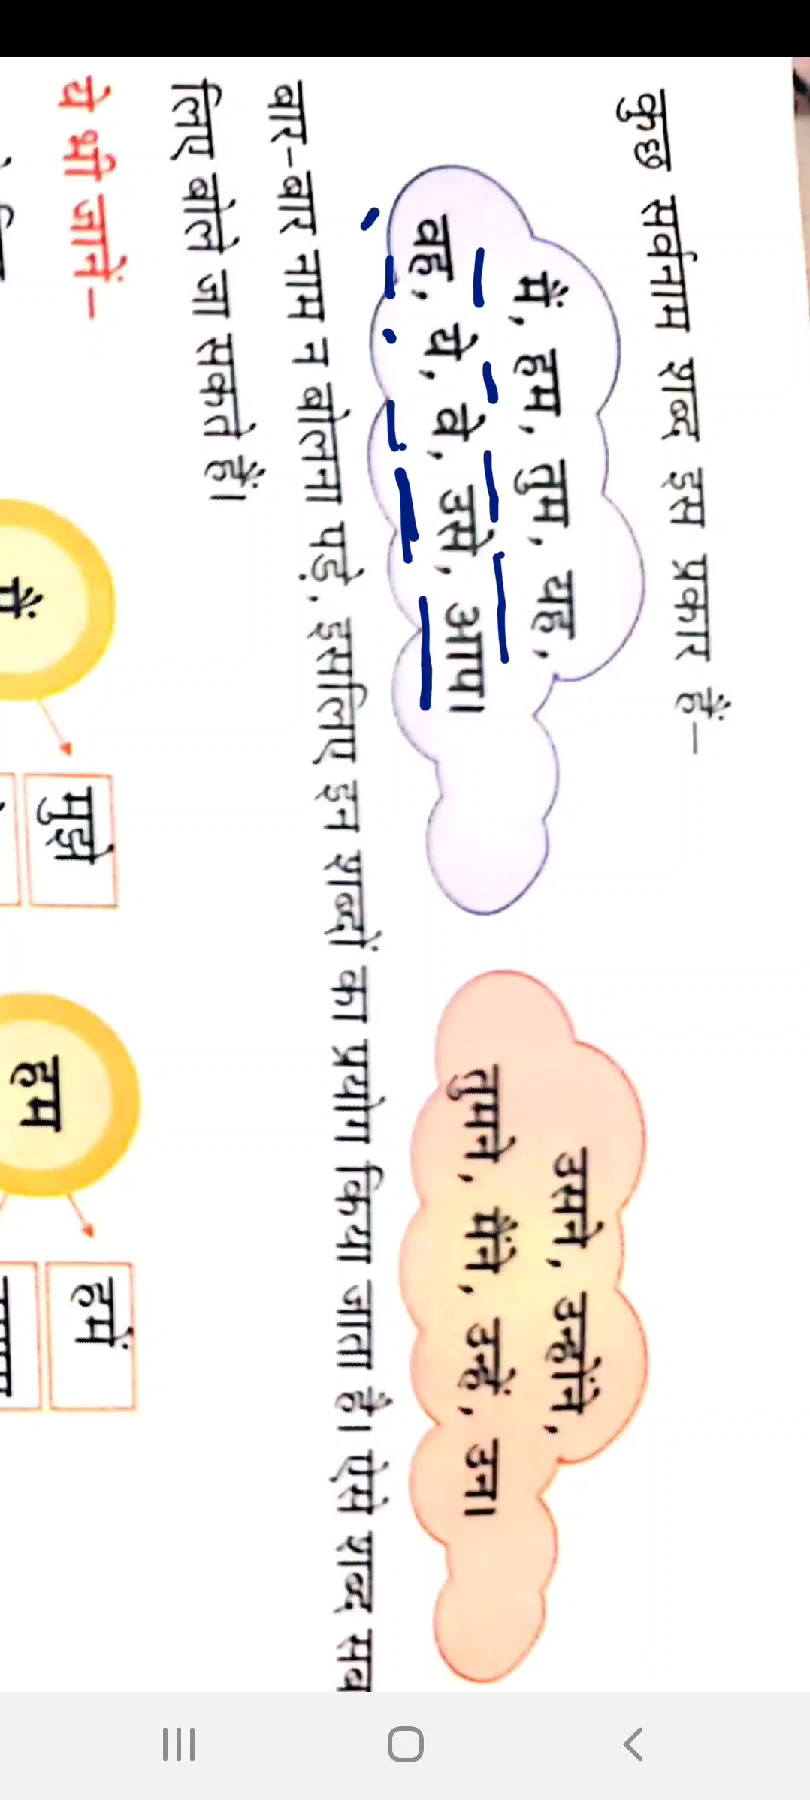 कुछ सर्वनाम शब्द इस प्रकार हैं–
मैं, हम, तुम, यह,
वह, ये, वे, उसे, आप।
उसने, उन्होंने,
तुमने, मैंने, उन्हें, उन।
बार-बार नाम न बोलना पड़े, इसलिए इन शब्दों का प्रयोग किया जाता है। ऐसे शब्द सब
लिए बोले जा सकते हैं।
ये भी जानें–
मुझे
हमें
मैं
हम